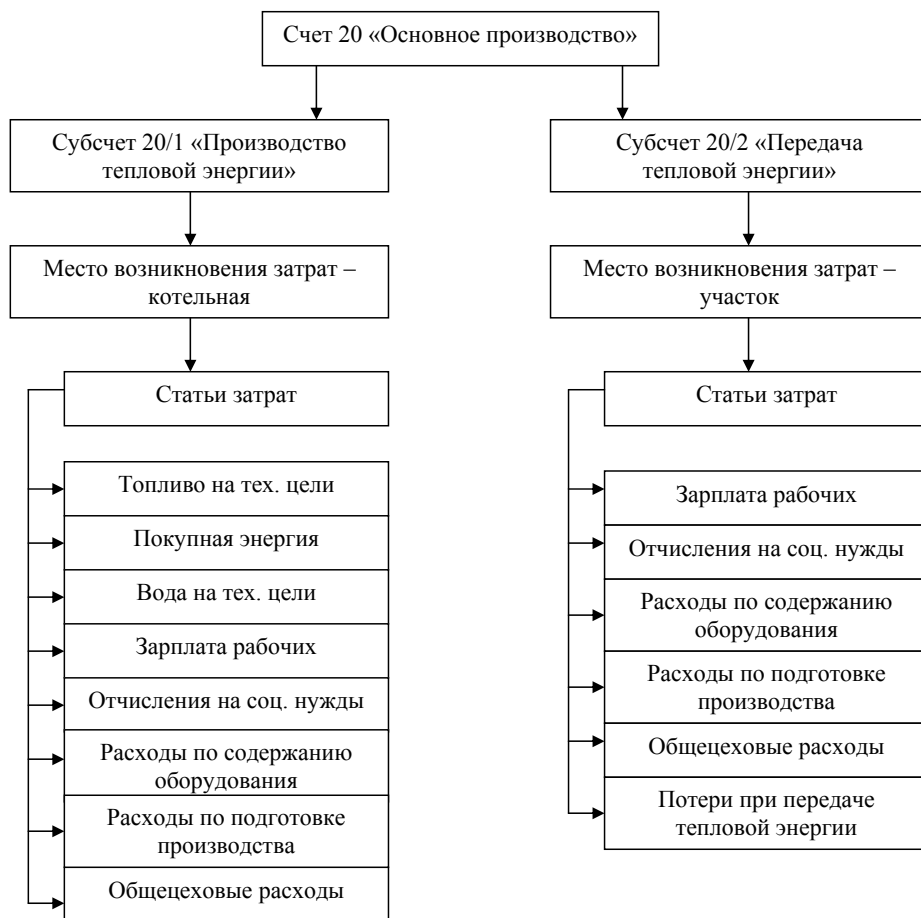 Счет 20 «Основное производство»
Субсчет 20/1 «Производство
тепловой энергии»
Место возникновения затрат –
котельная
Статьи затрат
Топливо на тех. цели
Покупная энергия
Вода на тех. цели
Зарплата рабочих
Отчисления на соц. нужды
Расходы по содержанию
оборудования
Расходы по подготовке
производства
Общецеховые расходы
Субсчет 20/2 «Передача
тепловой энергии»
Место возникновения затрат –
участок
Статьи затрат
Зарплата рабочих
Отчисления на соц. нужды
Расходы по содержанию
оборудования
Расходы по подготовке
производства
Общецеховые расходы
Потери при передаче
тепловой энергии